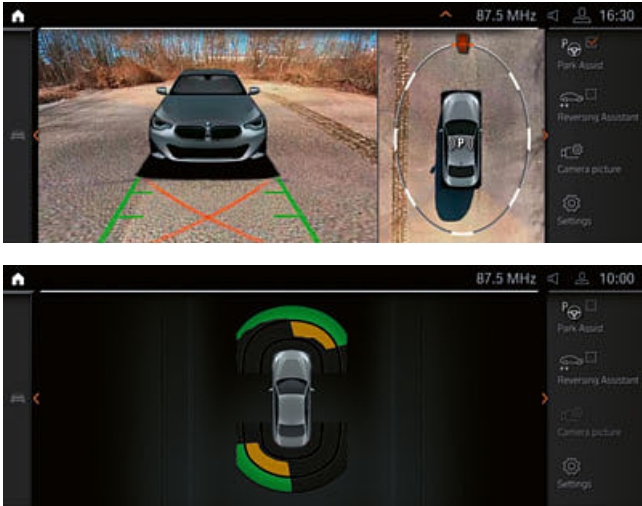 87.5 MHz 16:30
P
Park Assist
Reversing Assistant
P
Camera picture
Settings
87.5 MHz 10:00
P
Park Assist
Reversing Assistant
Camera picture
Settings